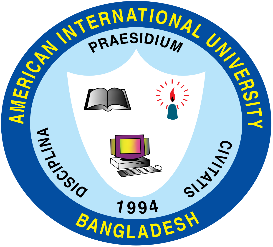 AMERICAN INTERNATIONAL UNIVERSITY
PRAESIDIUM
DISCIPLINA
CIVITATIS
1994
BANGLADESH